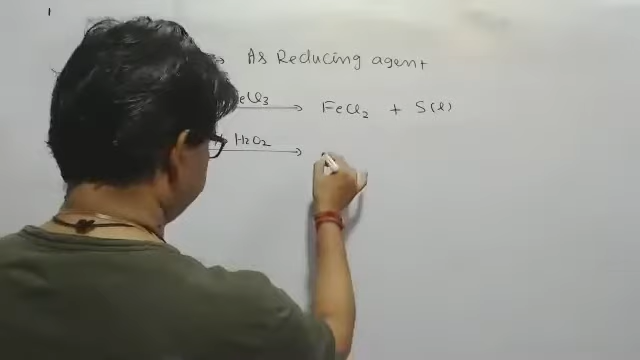 → As Reducing agent
eCl3 → FeCl2 + S(l)
H2O2 →